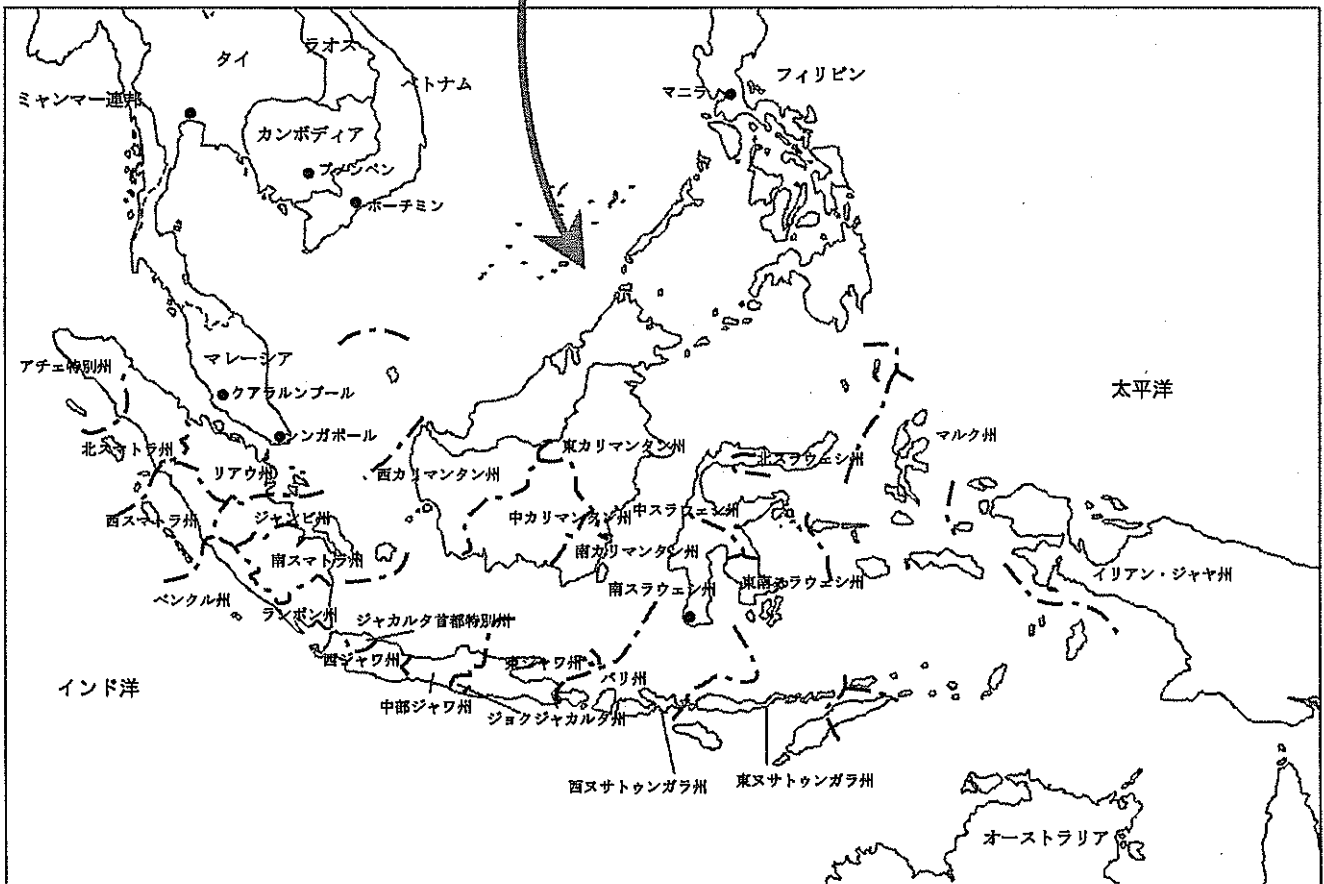 ラオス
タイ
ベトナム
フィリピン
マニラ
ミャンマー連邦
カンボディア
プノンペン
ホーチミン
マレーシア
アチェ特別州
クアラルンプール
太平洋
シンガポール
マルク州
北スマトラ州
東カリマンタン州
北スラウェシ州
リアウ州
西カリマンタン州
西スマトラ州
ジャンビ州
中カリマンタン州
中スラウェシ州
南スマトラ州
南カリマンタン州
イリアン・ジャヤ州
南スラウェシ州
東南スラウェシ州
ベンクル州
ランポン州
ジャカルタ首都特別州
西ジャワ州
東ジャワ州
バリ州
インド洋
中部ジャワ州
ジョクジャカルタ州
西ヌサトゥンガラ州
東ヌサトゥンガラ州
オーストラリア